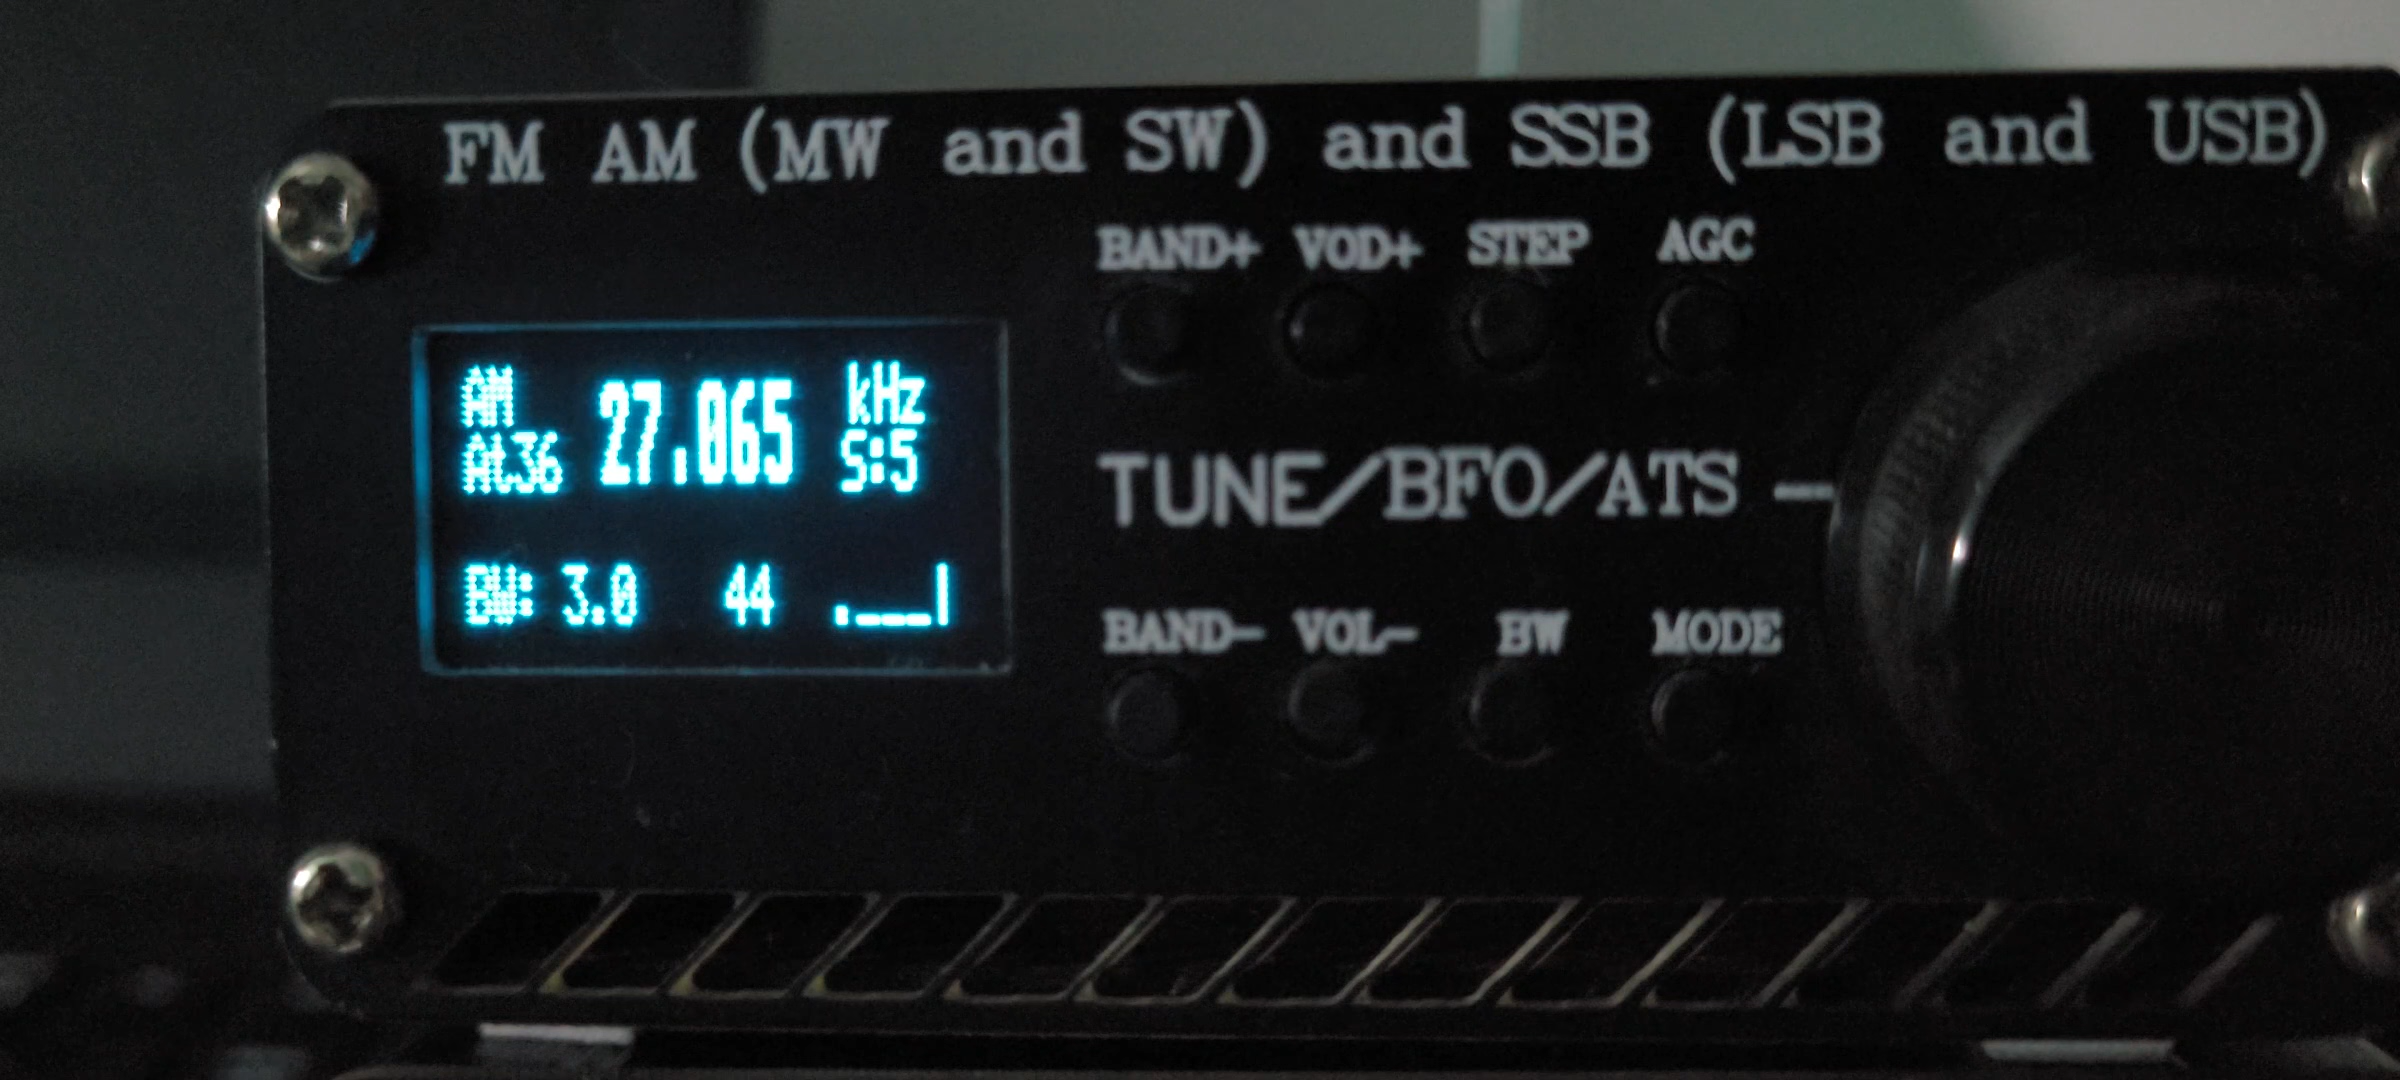 FM AM (MW and SW) and SSB (LSB and USB)
BAND+ VOD+ STEP AGC
AM 27.065 kHz
At36 S:5
TUNE/BFO/ATS —
BW: 3.0 44
BAND- VOL- BW MODE